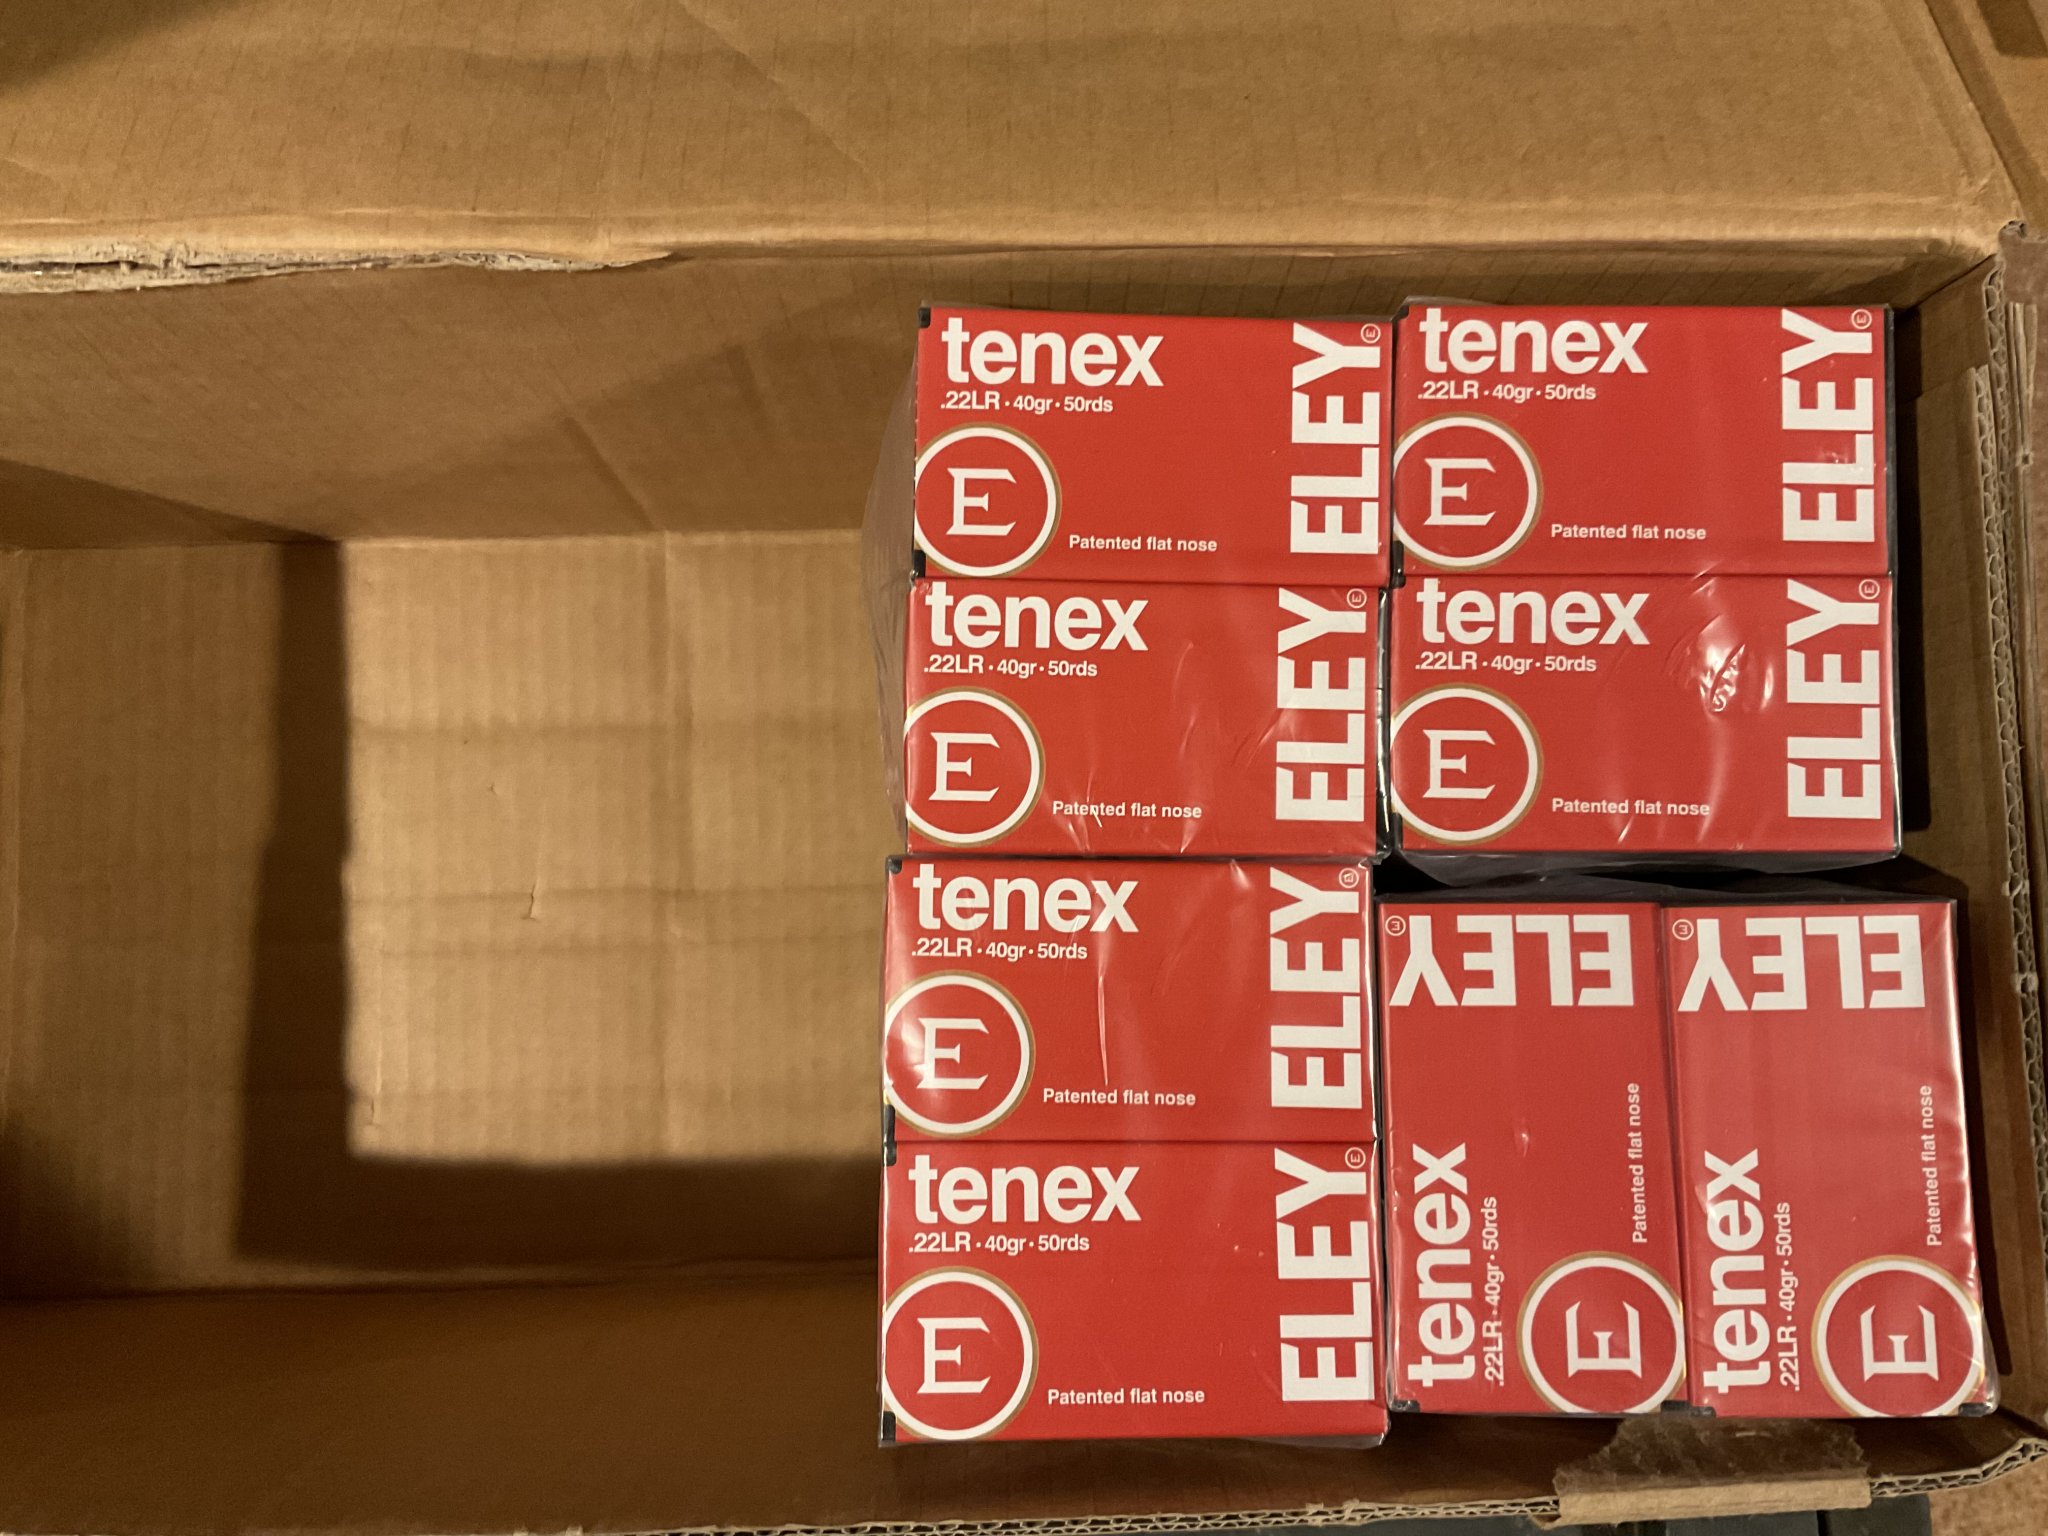 tenex
.22LR • 40gr • 50rds
E
Patented flat nose
ELEY
E
tenex
.22LR • 40gr • 50rds
E
Patented flat nose
ELEY
E
tenex
.22LR • 40gr • 50rds
E
Patented flat nose
ELEY
E
tenex
.22LR • 40gr • 50rds
E
Patented flat nose
ELEY
E
tenex
.22LR • 40gr • 50rds
E
Patented flat nose
ELEY
E
tenex
.22LR • 40gr • 50rds
E
Patented flat nose
ELEY
E
tenex
.22LR • 40gr • 50rds
E
Patented flat nose
ELEY
E
tenex
.22LR • 40gr • 50rds
E
Patented flat nose
ELEY
E